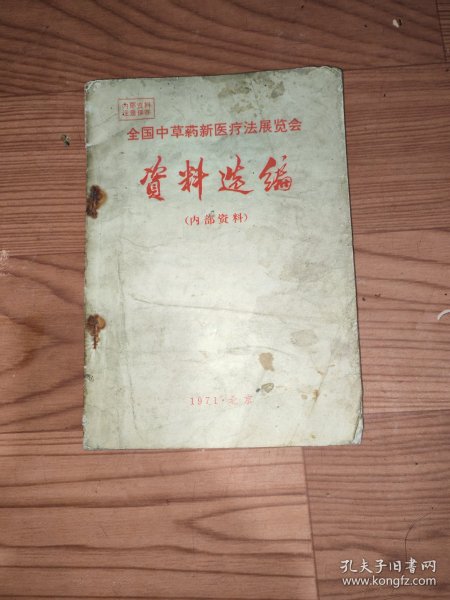 内部资料
注意保存
全国中草药新医疗法展览会
资料选编
(内部资料)
1971·北京
孔夫子旧书网
www.kongfz.com